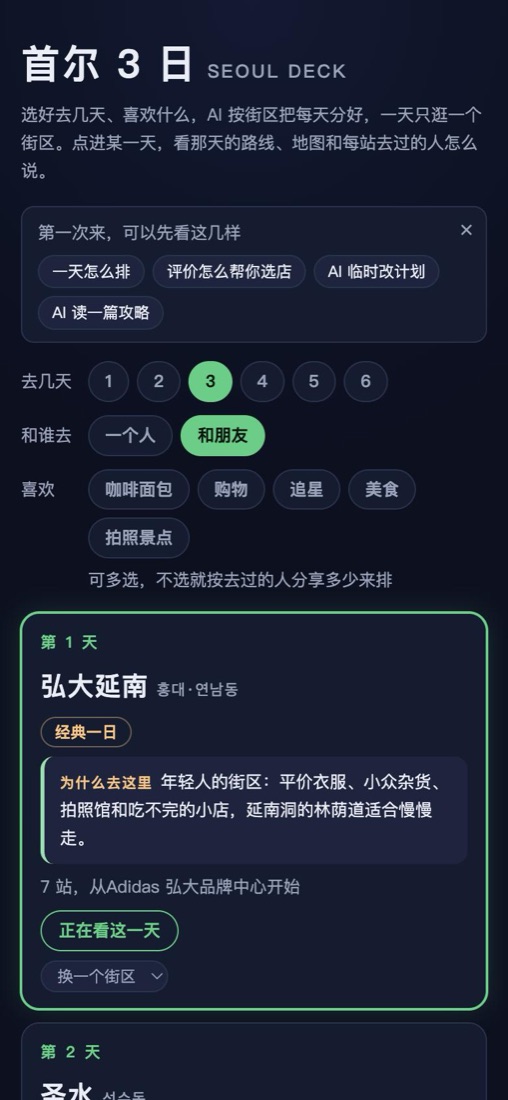 首尔 3 日 SEOUL DECK
选好去几天、喜欢什么，AI 按街区把每天分好，一天只逛一个
街区。点进某一天，看那天的路线、地图和每站去过的人怎么
说。
第一次来，可以先看这几样 ×
一天怎么排 评价怎么帮你选店 AI 临时改计划
AI 读一篇攻略
去几天 1 2 3 4 5 6
和谁去 一个人 和朋友
喜欢 咖啡面包 购物 追星 美食
拍照景点
可多选，不选就按去过的人分享多少来排
第 1 天
弘大延南 홍대·연남동
经典一日
为什么去这里 年轻人的街区：平价衣服、小众杂货、
拍照馆和吃不完的小店，延南洞的林荫道适合慢慢
走。
7 站，从Adidas 弘大品牌中心开始
正在看这一天
换一个街区
第 2 天
圣水 성수동